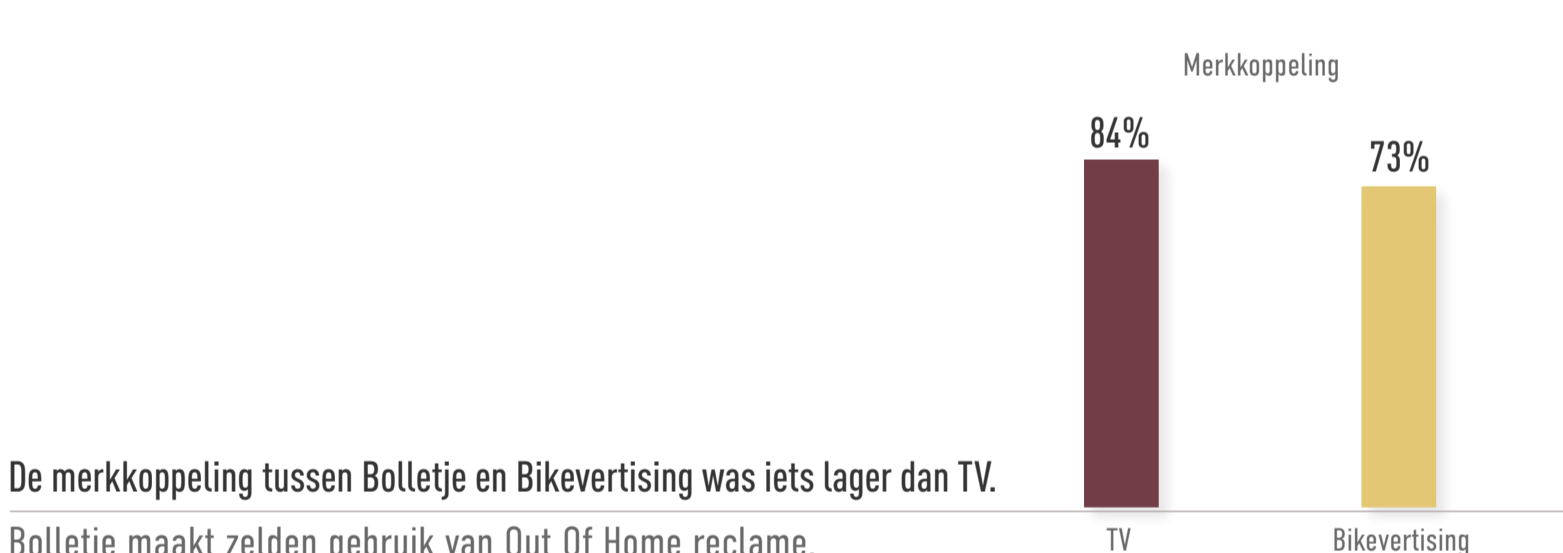 Merkkoppeling
84%
73%
De merkkoppeling tussen Bolletje en Bikevertising was iets lager dan TV.
Bolletje maakt zelden gebruik van Out Of Home reclame.
TV
Bikevertising